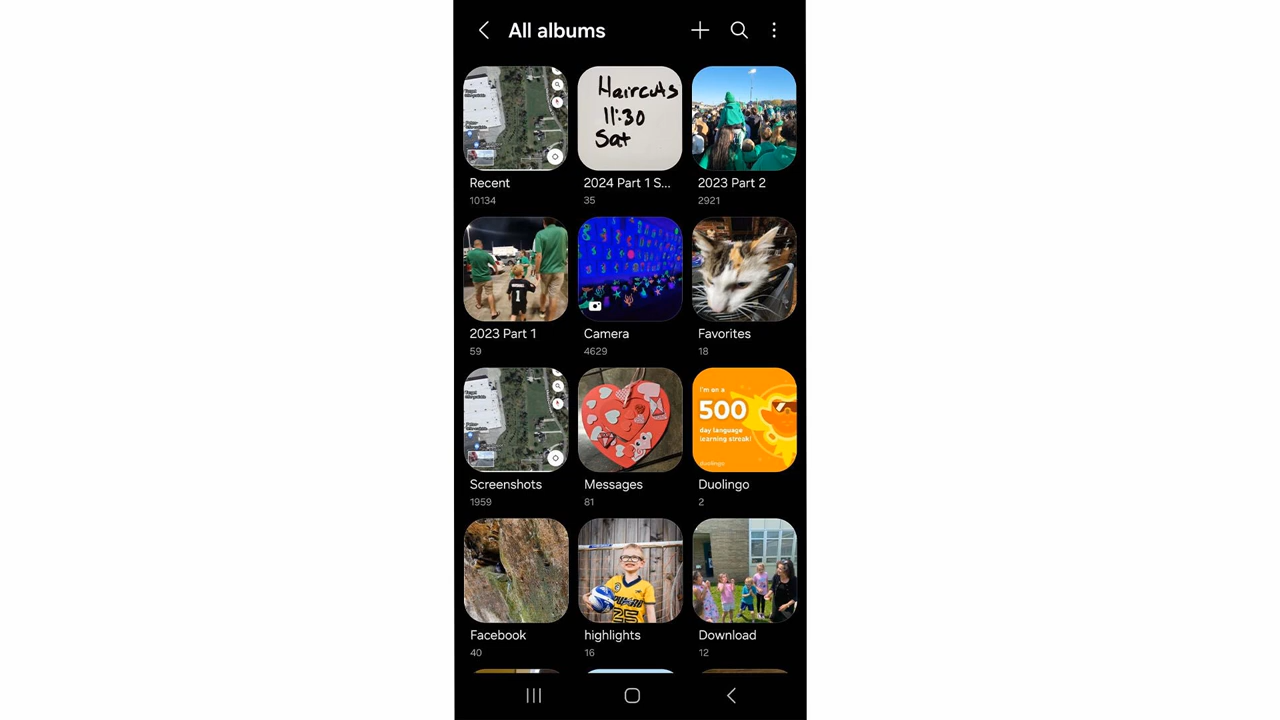 All albums
Haircuts
11:30
Sat
Recent
10134
2024 Part 1 S...
35
2023 Part 2
2921
1
2023 Part 1
59
Camera
4629
Favorites
18
I'm on a
500
day language
learning streak!
duolingo
Screenshots
1959
Messages
81
Duolingo
2
25
Facebook
40
highlights
16
Download
12